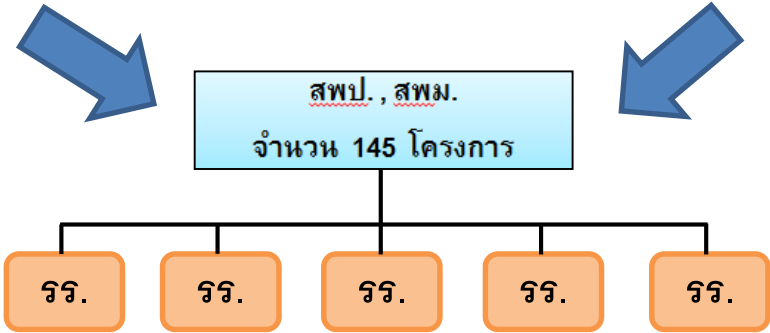 สพป. , สพม.
จำนวน 145 โครงการ
รร. รร. รร. รร. รร.